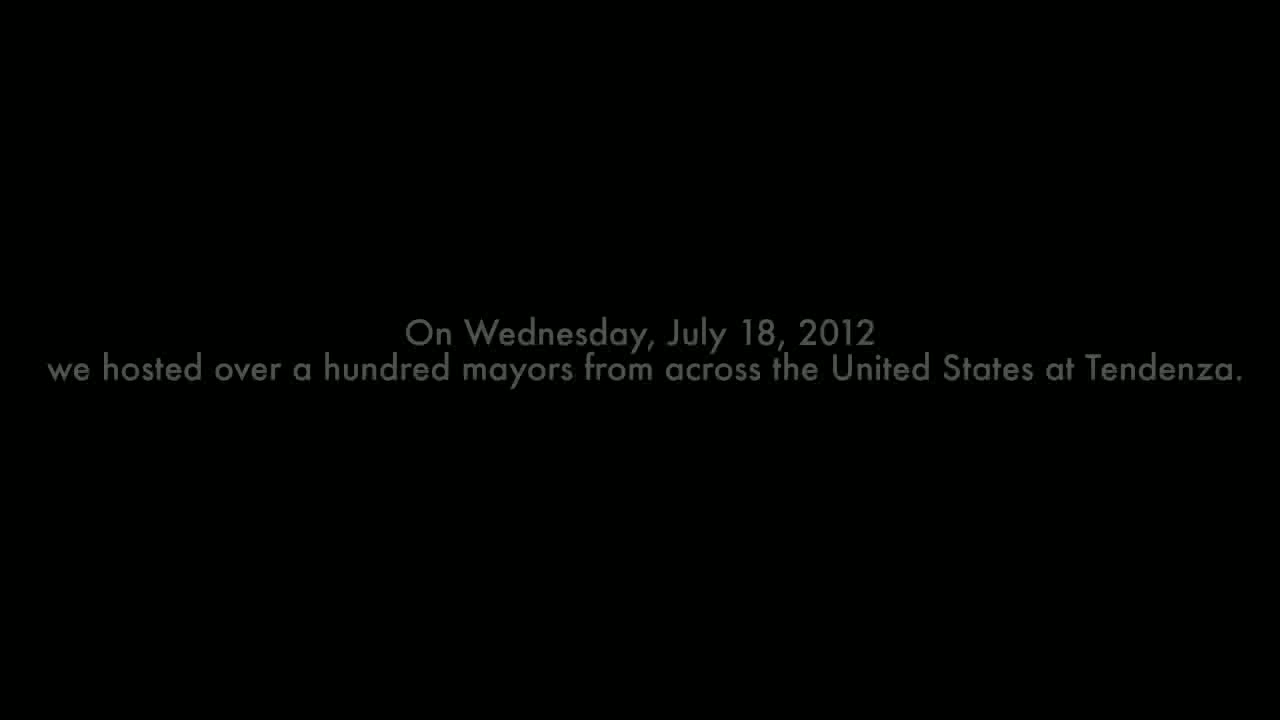 On Wednesday, July 18, 2012
we hosted over a hundred mayors from across the United States at Tendenza.